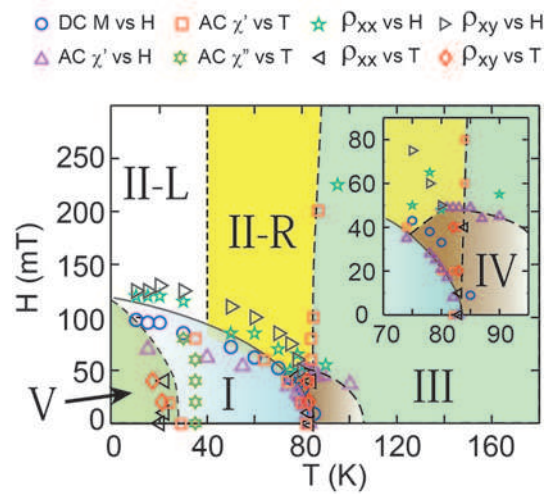 DC M vs H AC χ' vs T ρxx vs H ρxy vs H
AC χ' vs H AC χ'' vs T ρxx vs T ρxy vs T
H (mT)
250
200
150
100
50
0
0 40 80 120 160
T (K)
II-L
II-R
I
III
V
80
60
40
20
0
70 80 90
IV